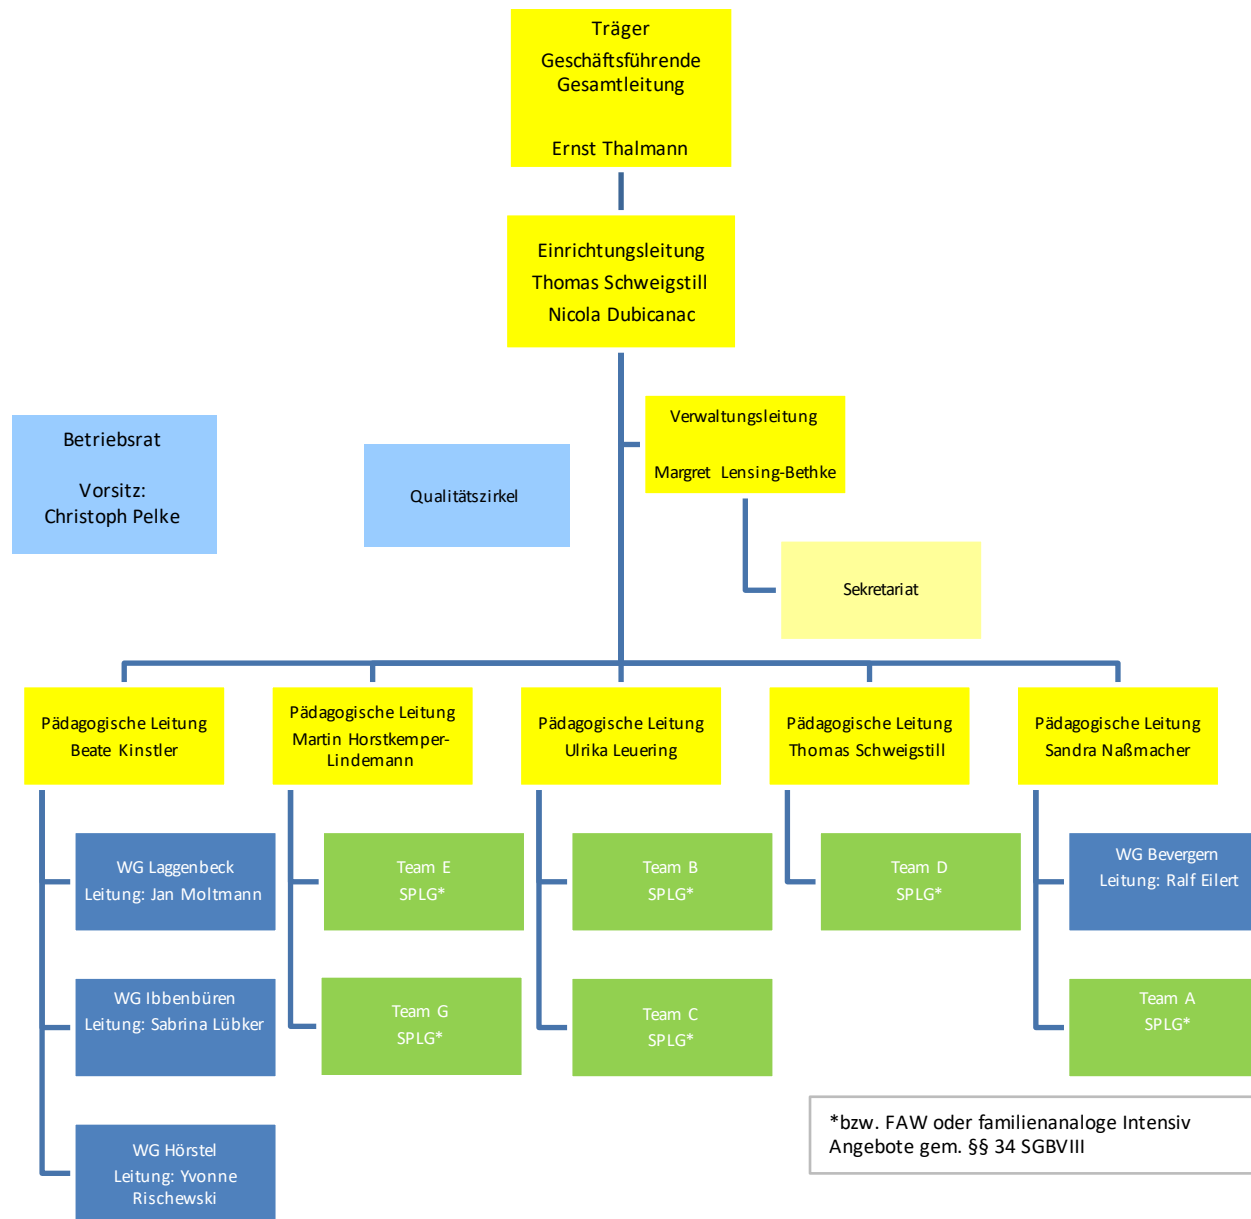 Träger
Geschäftsführende
Gesamtleitung
Ernst Thalmann
Einrichtungsleitung
Thomas Schweigstill
Nicola Dubicanac
Verwaltungsleitung
Margret Lensing-Bethke
Betriebsrat
Vorsitz:
Christoph Pelke
Qualitätszirkel
Sekretariat
Pädagogische Leitung
Beate Kinstler
Pädagogische Leitung
Martin Horstkemper-
Lindemann
Pädagogische Leitung
Ulrika Leuering
Pädagogische Leitung
Thomas Schweigstill
Pädagogische Leitung
Sandra Naßmacher
WG Laggenbeck
Leitung: Jan Moltmann
Team E
SPLG*
Team B
SPLG*
Team D
SPLG*
WG Bevergern
Leitung: Ralf Eilert
WG Ibbenbüren
Leitung: Sabrina Lübker
Team G
SPLG*
Team C
SPLG*
Team A
SPLG*
WG Hörstel
Leitung: Yvonne
Rischewski
*bzw. FAW oder familienanaloge Intensiv
Angebote gem. §§ 34 SGBVIII